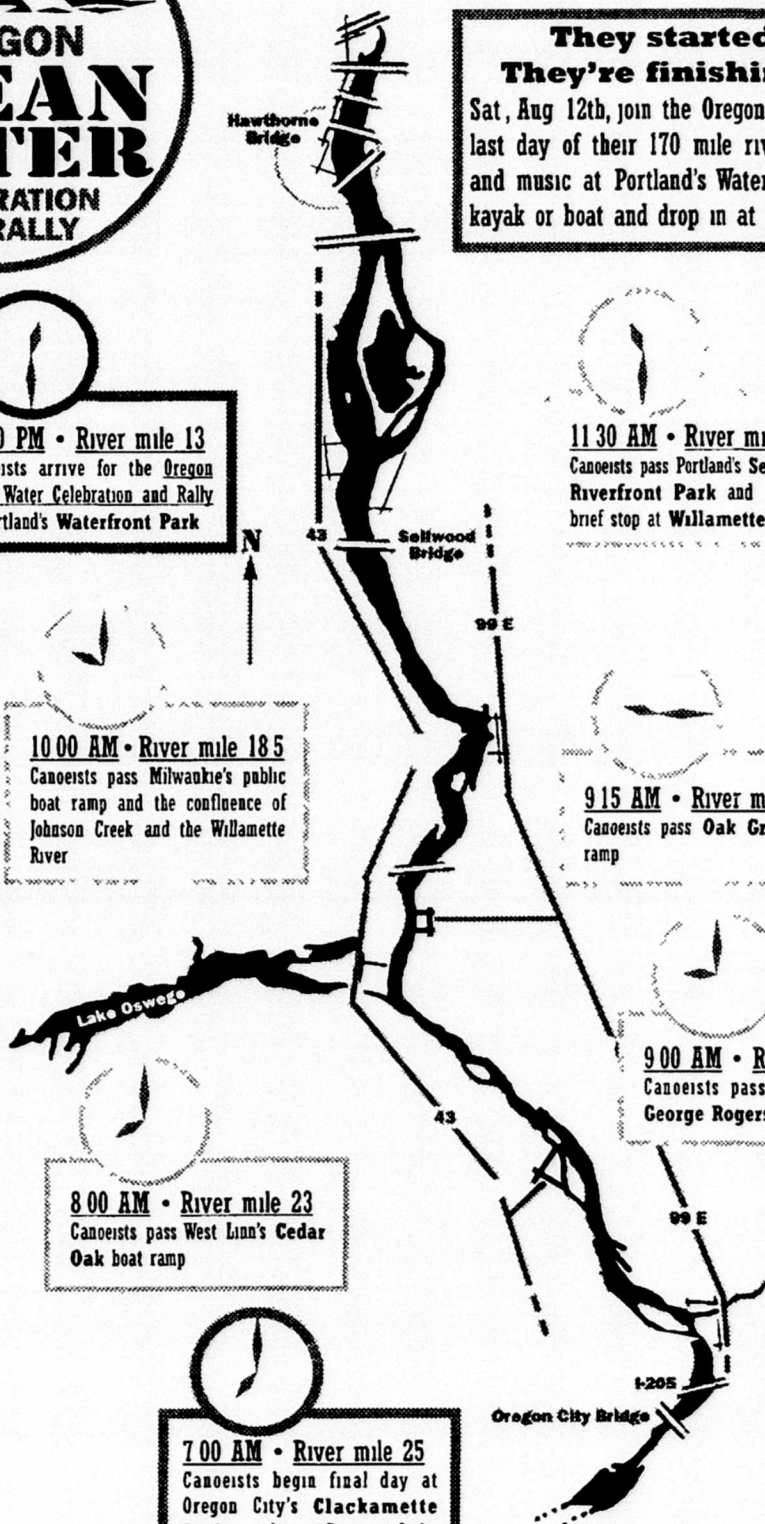 GON
EAN
TER
RATION
RALLY
They started
They're finishi
Sat, Aug 12th, join the Oregon
last day of their 170 mile riv
and music at Portland's Water
kayak or boat and drop in at
Hawthorne
Bridge
0 PM • River mile 13
ists arrive for the Oregon
Water Celebration and Rally
rtland's Waterfront Park
11 30 AM • River mi
Canoeists pass Portland's Se
Riverfront Park and
brief stop at Willamette
N
43
Sellwood
Bridge
99 E
10 00 AM • River mile 18 5
Canoeists pass Milwaukie's public
boat ramp and the confluence of
Johnson Creek and the Willamette
River
9 15 AM • River m
Canoeists pass Oak Gr
ramp
Lake Oswego
9 00 AM • R
Canoeists pass
George Rogers
43
8 00 AM • River mile 23
Canoeists pass West Linn's Cedar
Oak boat ramp
99 E
I-205
Oregon City Bridge
7 00 AM • River mile 25
Canoeists begin final day at
Oregon City's Clackamette